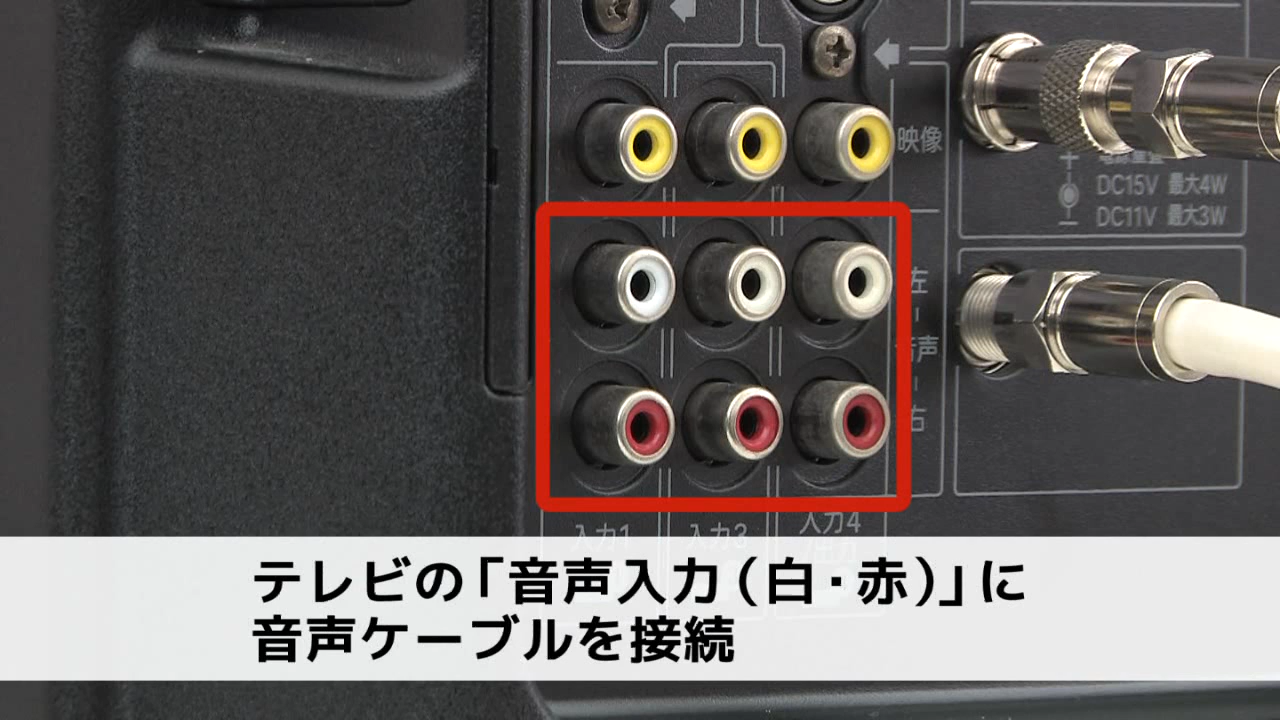 映像
DC15V 最大4W
DC11V 最大3W
左
音声
右
入力1
入力3
入力4
テレビの「音声入力（白・赤）」に
音声ケーブルを接続